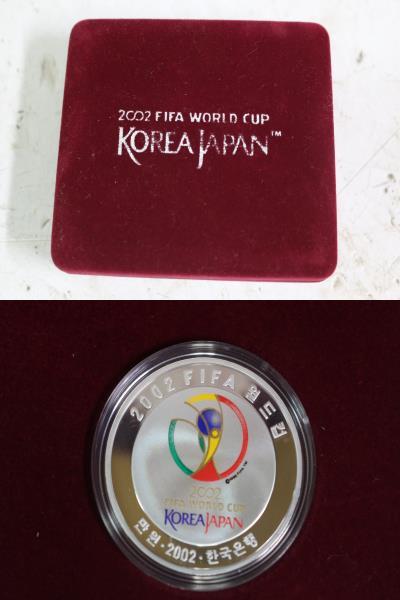 2002 FIFA WORLD CUP
KOREA JAPAN™
2002 FIFA 월드컵
2002
FIFA WORLD CUP
KOREA JAPAN
만원·2002·한국은행